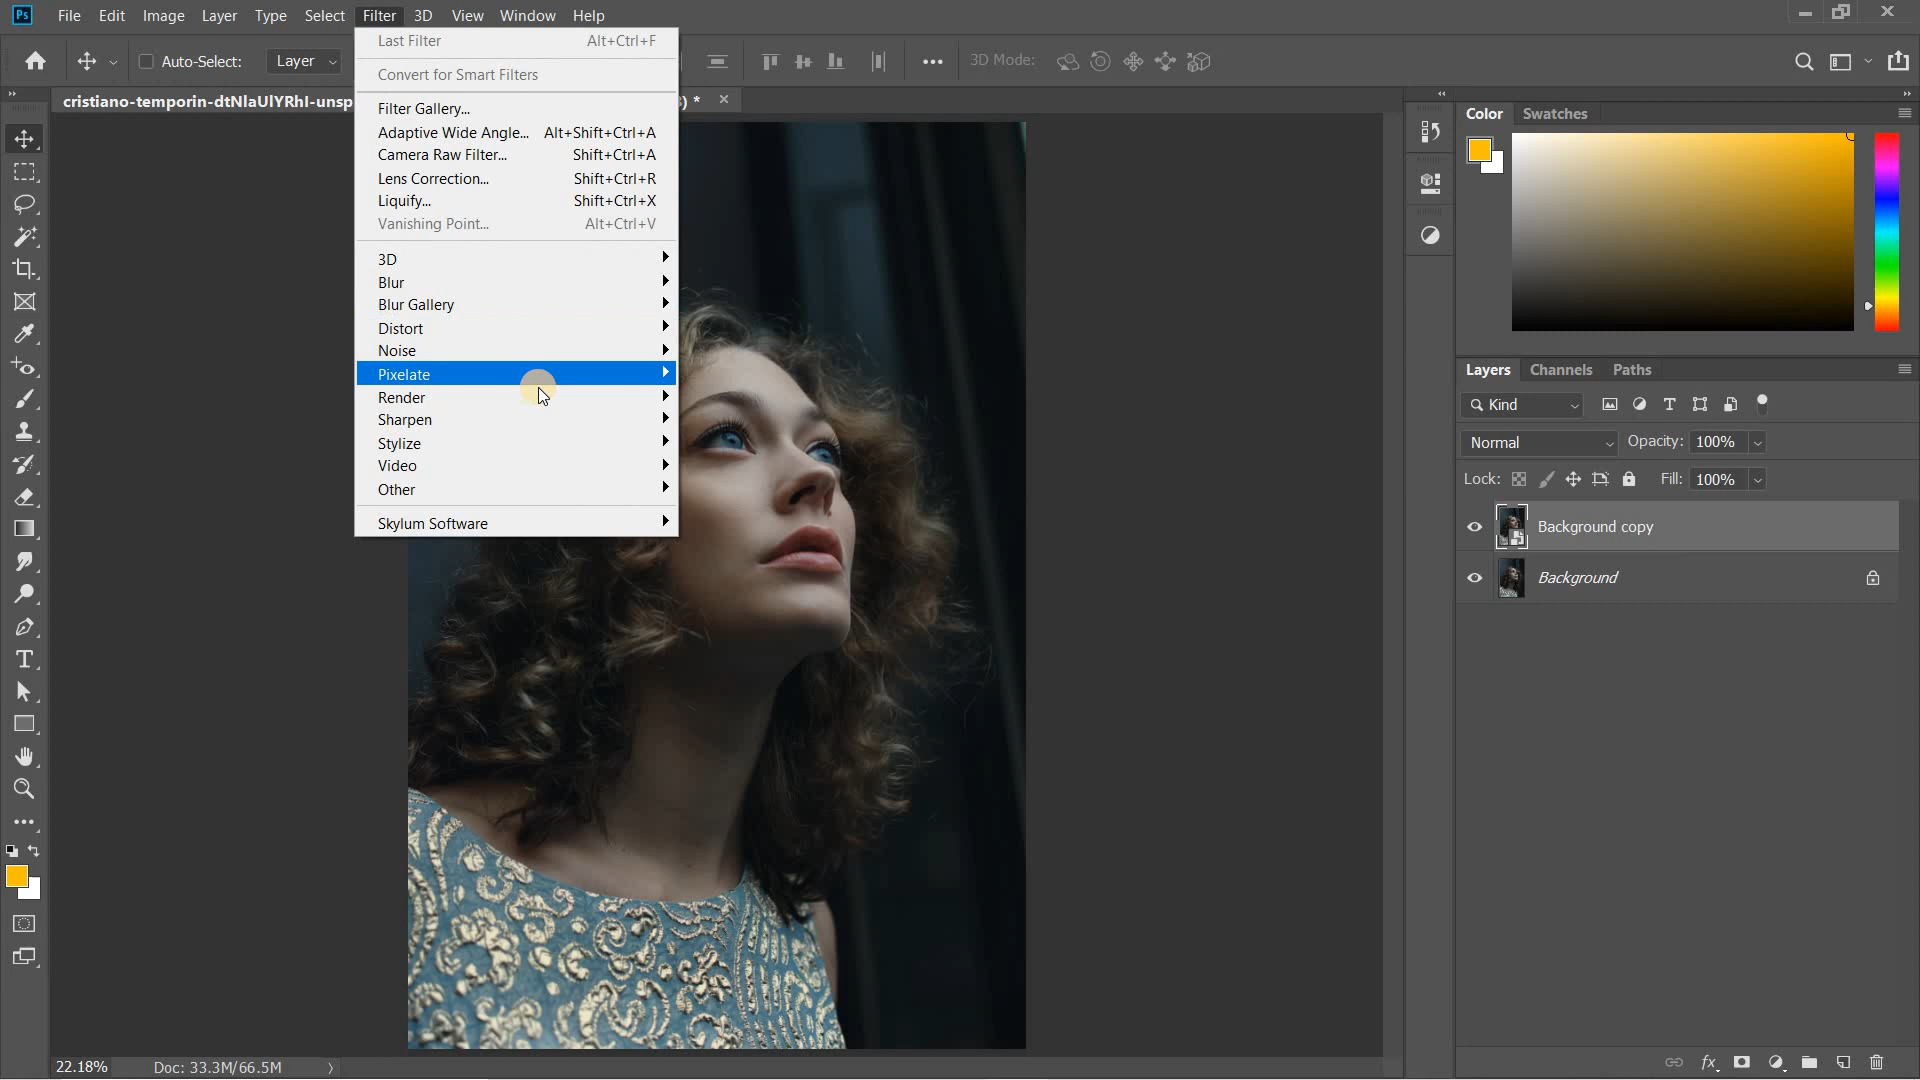 Ps File Edit Image Layer Type Select Filter 3D View Window Help
Last Filter Alt+Ctrl+F
Auto-Select: Layer 3D Mode:
Convert for Smart Filters
cristiano-temporin-dtNlaUlYRhI-unsp ) *
Filter Gallery...
Adaptive Wide Angle... Alt+Shift+Ctrl+A
Camera Raw Filter... Shift+Ctrl+A
Lens Correction... Shift+Ctrl+R
Liquify... Shift+Ctrl+X
Vanishing Point... Alt+Ctrl+V
3D
Blur
Blur Gallery
Distort
Noise
Pixelate
Render
Sharpen
Stylize
Video
Other
Skylum Software
Color Swatches
Layers Channels Paths
Kind
Normal Opacity: 100%
Lock: Fill: 100%
Background copy
Background
22.18% Doc: 33.3M/66.5M
fx